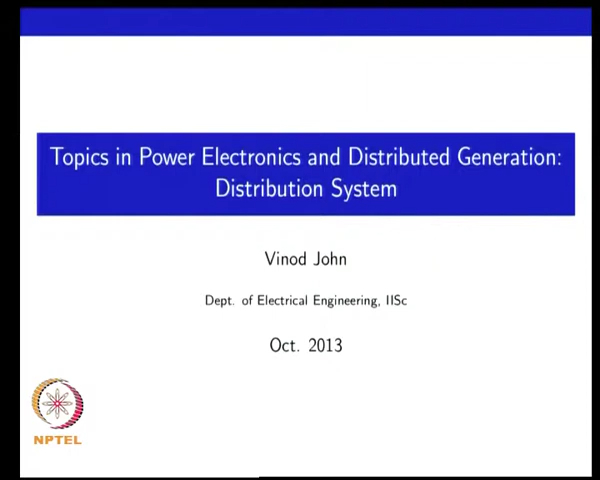 Topics in Power Electronics and Distributed Generation:
Distribution System
Vinod John
Dept. of Electrical Engineering, IISc
Oct. 2013
NPTEL